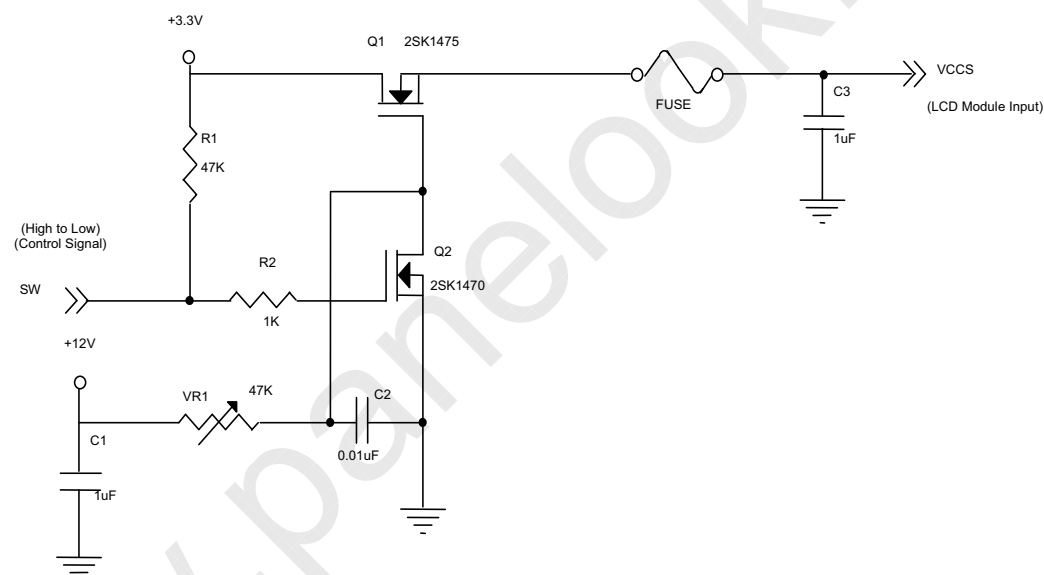 +3.3V
Q1 2SK1475
VCCS
FUSE
C3
(LCD Module Input)
1uF
R1
47K
(High to Low)
(Control Signal)
Q2
R2
2SK1470
SW
1K
+12V
VR1
47K
C2
C1
0.01uF
1uF
.panelook